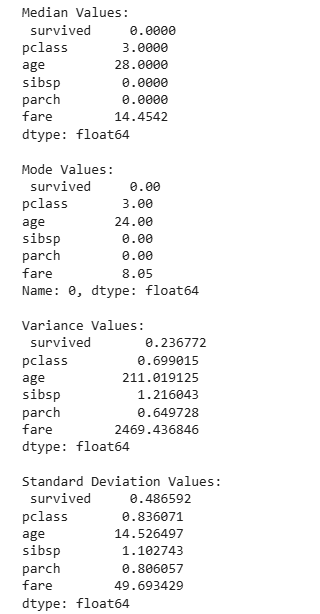 Median Values:
survived 0.0000
pclass 3.0000
age 28.0000
sibsp 0.0000
parch 0.0000
fare 14.4542
dtype: float64
Mode Values:
survived 0.00
pclass 3.00
age 24.00
sibsp 0.00
parch 0.00
fare 8.05
Name: 0, dtype: float64
Variance Values:
survived 0.236772
pclass 0.699015
age 211.019125
sibsp 1.216043
parch 0.649728
fare 2469.436846
dtype: float64
Standard Deviation Values:
survived 0.486592
pclass 0.836071
age 14.526497
sibsp 1.102743
parch 0.806057
fare 49.693429
dtype: float64